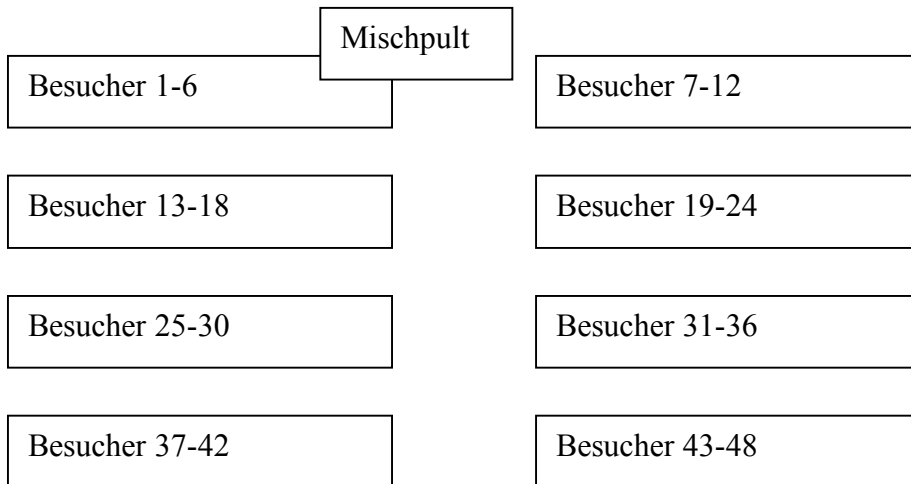 Mischpult
Besucher 1-6
Besucher 7-12
Besucher 13-18
Besucher 19-24
Besucher 25-30
Besucher 31-36
Besucher 37-42
Besucher 43-48